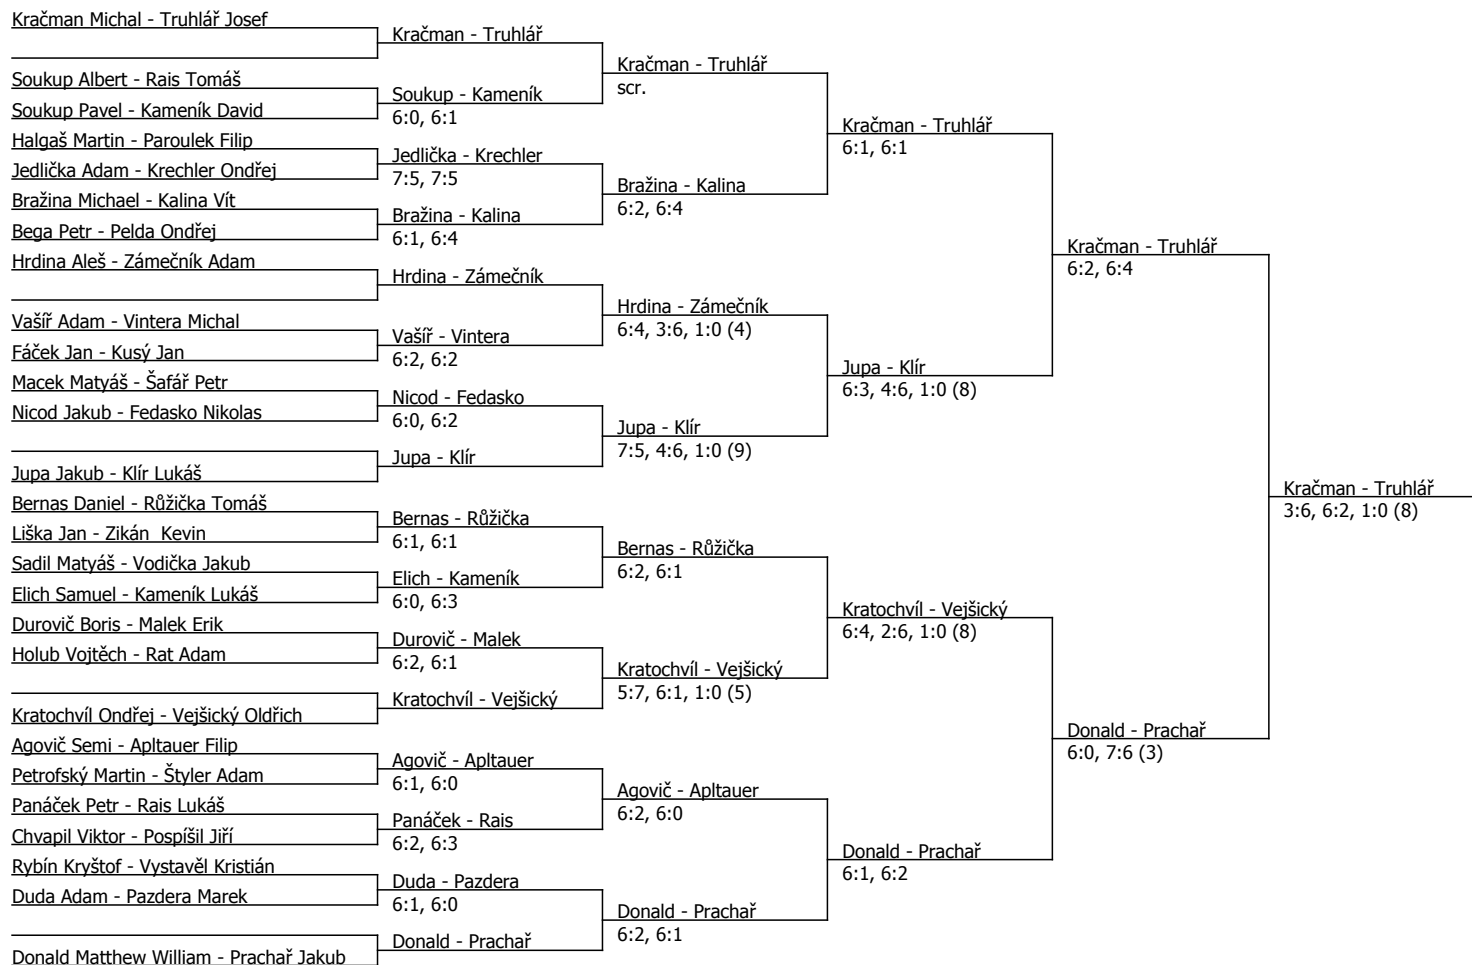 Kračman Michal - Truhlář Josef
Soukup Albert - Rais Tomáš
Soukup Pavel - Kameník David
Halgaš Martin - Paroulek Filip
Jedlička Adam - Krechler Ondřej
Bražina Michael - Kalina Vít
Bega Petr - Pelda Ondřej
Hrdina Aleš - Zámečník Adam
Vašíř Adam - Vintera Michal
Fáček Jan - Kusý Jan
Macek Matyáš - Šafář Petr
Nicod Jakub - Fedasko Nikolas
Jupa Jakub - Klír Lukáš
Bernas Daniel - Růžička Tomáš
Liška Jan - Zikán  Kevin
Sadil Matyáš - Vodička Jakub
Elich Samuel - Kameník Lukáš
Durovič Boris - Malek Erik
Holub Vojtěch - Rat Adam
Kratochvíl Ondřej - Vejšický Oldřich
Agovič Semi - Apltauer Filip
Petrofský Martin - Štyler Adam
Panáček Petr - Rais Lukáš
Chvapil Viktor - Pospíšil Jiří
Rybín Kryštof - Vystavěl Kristián
Duda Adam - Pazdera Marek
Donald Matthew William - Prachař Jakub
Kračman - Truhlář
Soukup - Kameník
6:0, 6:1
Jedlička - Krechler
7:5, 7:5
Bražina - Kalina
6:1, 6:4
Hrdina - Zámečník
Vašíř - Vintera
6:2, 6:2
Nicod - Fedasko
6:0, 6:2
Jupa - Klír
Bernas - Růžička
6:1, 6:1
Elich - Kameník
6:0, 6:3
Durovič - Malek
6:2, 6:1
Kratochvíl - Vejšický
Agovič - Apltauer
6:1, 6:0
Panáček - Rais
6:2, 6:3
Duda - Pazdera
6:1, 6:0
Donald - Prachař
Kračman - Truhlář
scr.
Bražina - Kalina
6:2, 6:4
Hrdina - Zámečník
6:4, 3:6, 1:0 (4)
Jupa - Klír
7:5, 4:6, 1:0 (9)
Bernas - Růžička
6:2, 6:1
Kratochvíl - Vejšický
5:7, 6:1, 1:0 (5)
Agovič - Apltauer
6:2, 6:0
Donald - Prachař
6:2, 6:1
Kračman - Truhlář
6:1, 6:1
Jupa - Klír
6:3, 4:6, 1:0 (8)
Kratochvíl - Vejšický
6:4, 2:6, 1:0 (8)
Donald - Prachař
6:1, 6:2
Kračman - Truhlář
6:2, 6:4
Donald - Prachař
6:0, 7:6 (3)
Kračman - Truhlář
3:6, 6:2, 1:0 (8)